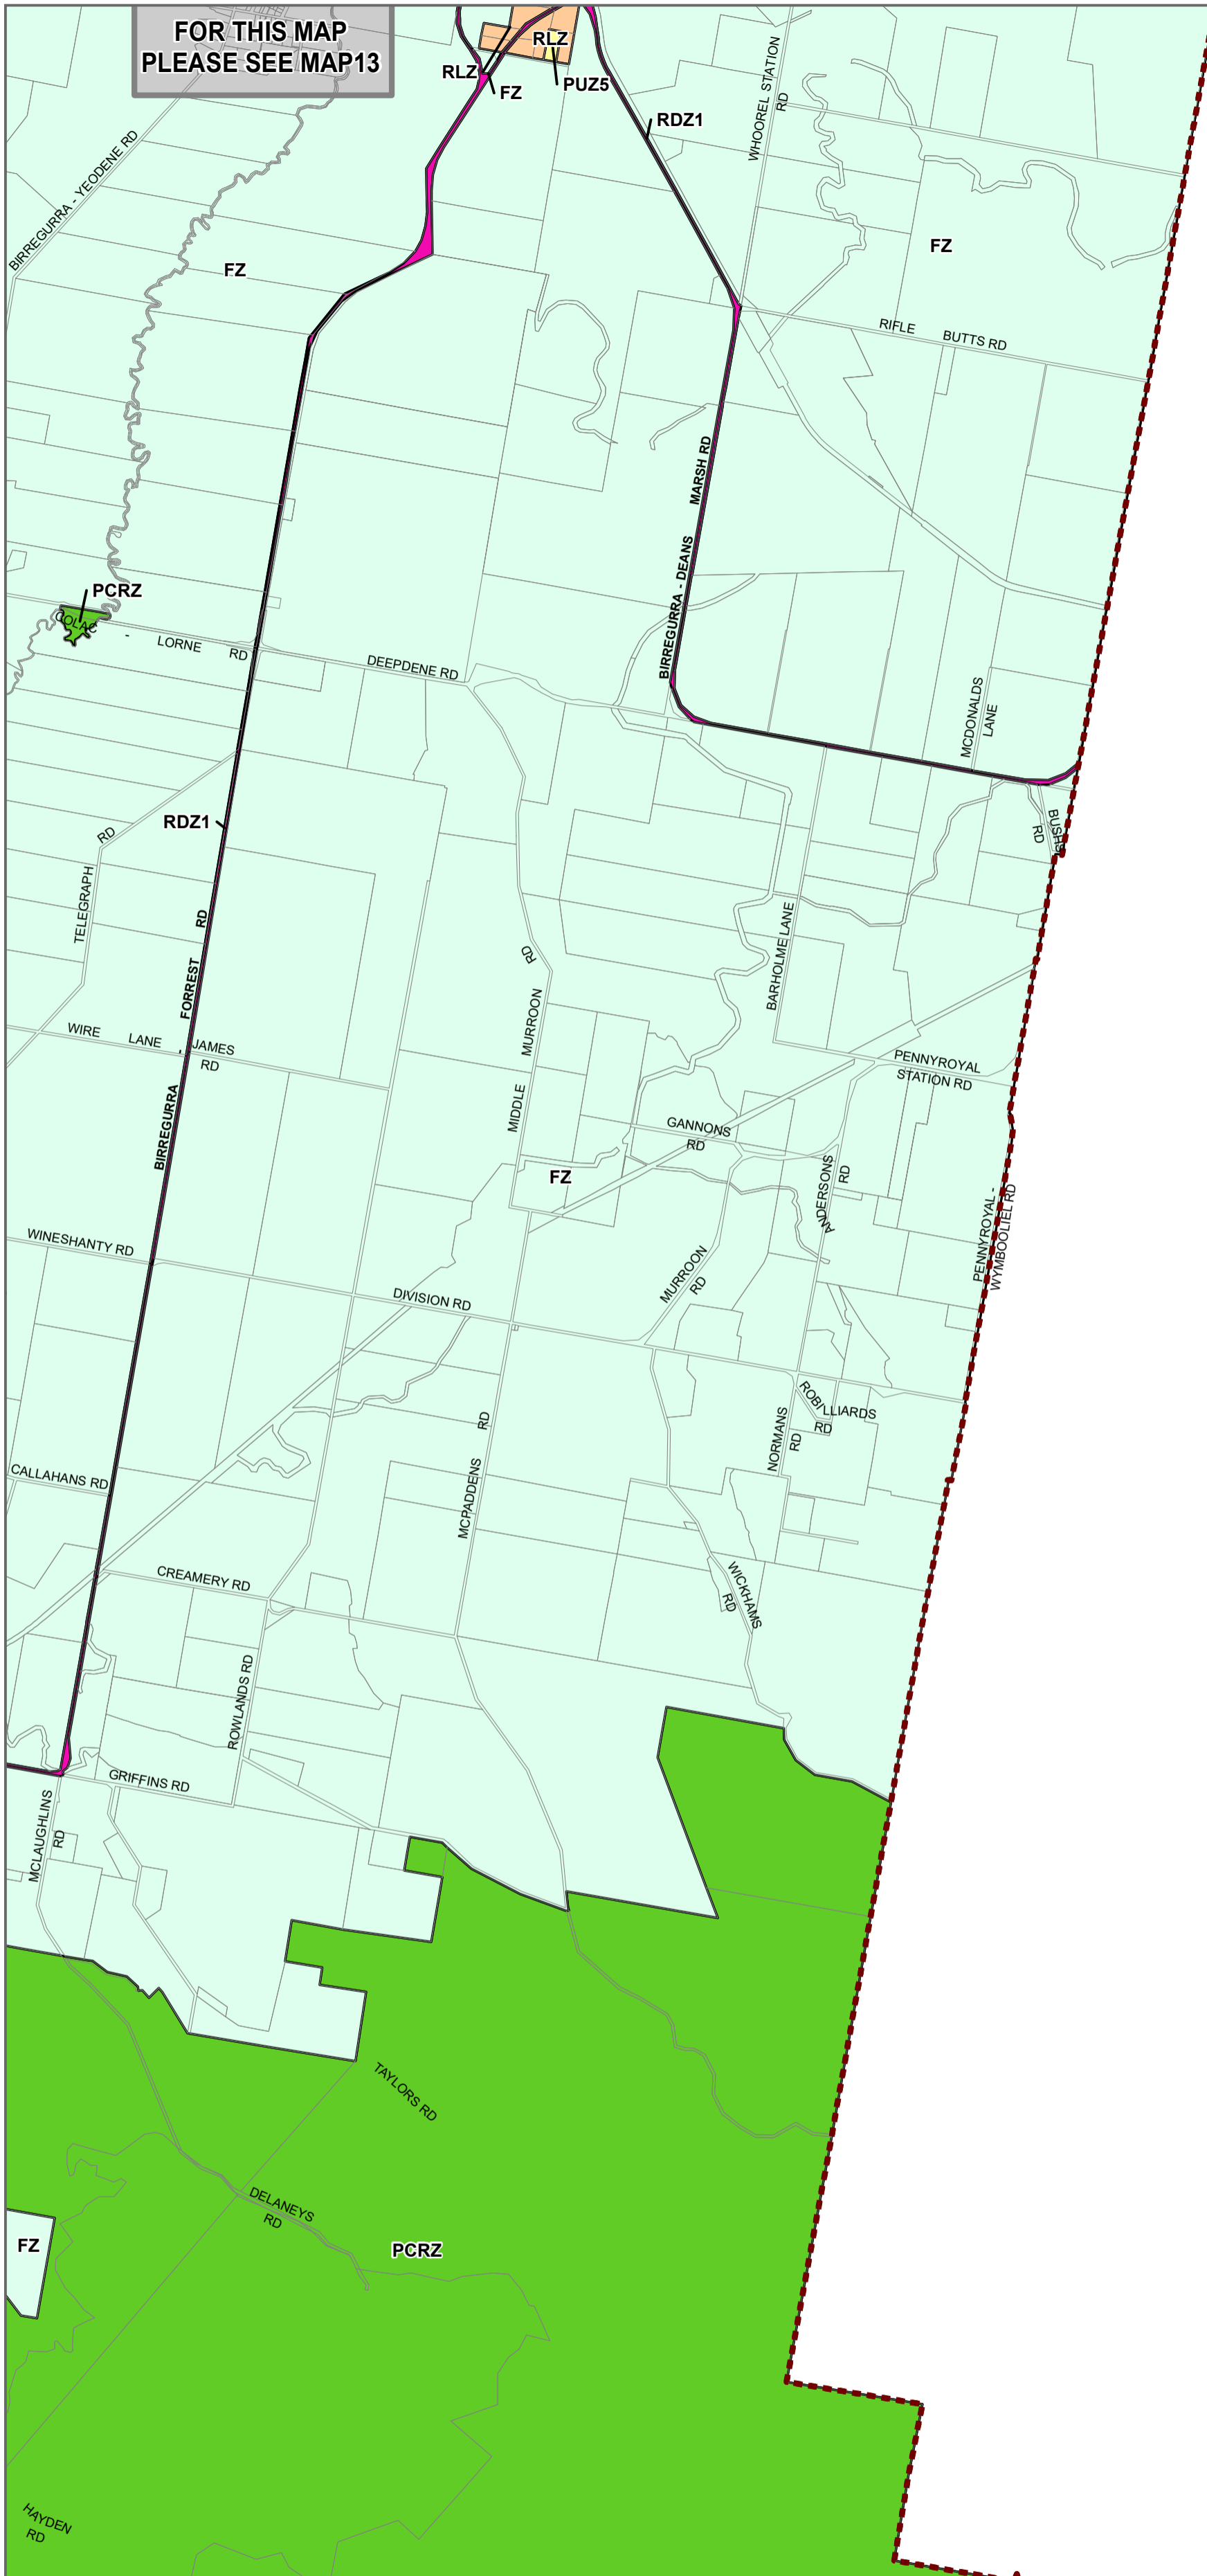 FOR THIS MAP
PLEASE SEE MAP13
RLZ
RLZ
FZ
PUZ5
RDZ1
WHOOREL STATION
RD
BIRREGURRA - YEODENE RD
FZ
FZ
RIFLE BUTTS RD
MARSH RD
BIRREGURRA - DEANS
PCRZ
COLAC
-
LORNE RD
DEEPDENE RD
MCDONALDS
LANE
BUSHS
RD
RDZ1
RD
TELEGRAPH
RD
FORREST
BIRREGURRA
-
WIRE LANE
JAMES
RD
RD
MURROON
MIDDLE
BARHOLME LANE
PENNYROYAL
STATION RD
GANNONS
RD
FZ
ANDERSONS
RD
PENNYROYAL -
WYMBOOLIEL RD
WINESHANTY RD
DIVISION RD
MURROON
RD
ROBILLIARDS
RD
NORMANS
RD
RD
MCPADDENS
CALLAHANS RD
CREAMERY RD
WICKHAMS
RD
ROWLANDS RD
GRIFFINS RD
MCLAUGHLINS
RD
TAYLORS RD
DELANEYS
RD
FZ
PCRZ
HAYDEN
RD